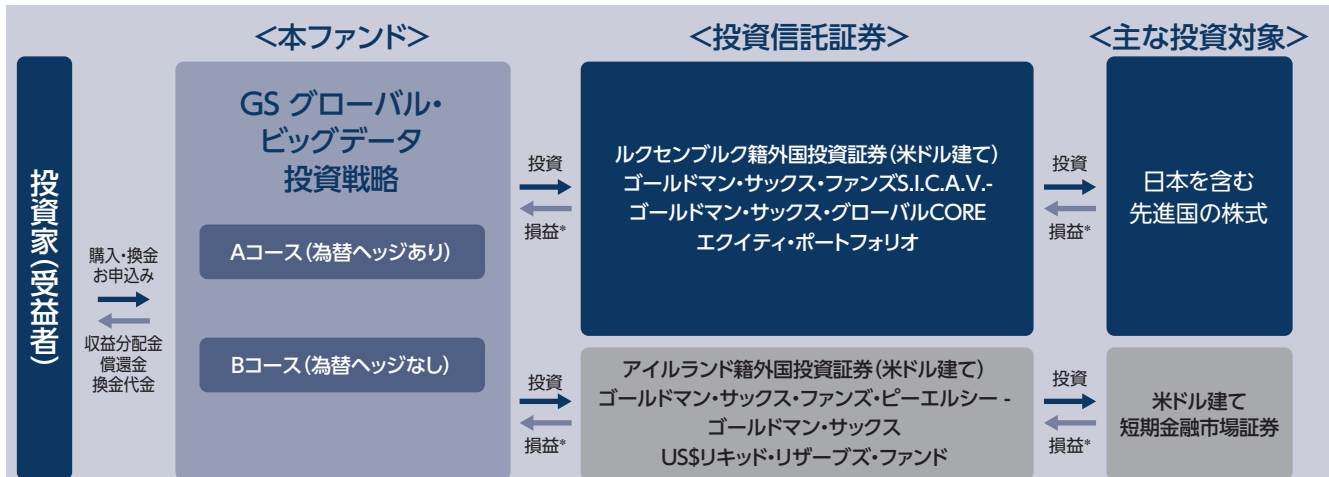 <本ファンド>
<投資信託証券>
<主な投資対象>
投資家(受益者)
購入・換金
お申込み
収益分配金
償還金
換金代金
GS グローバル・
ビッグデータ
投資戦略
Aコース(為替ヘッジあり)
Bコース(為替ヘッジなし)
投資
損益*
ルクセンブルク籍外国投資証券(米ドル建て)
ゴールドマン・サックス・ファンズS.I.C.A.V.-
ゴールドマン・サックス・グローバルCORE
エクイティ・ポートフォリオ
投資
損益*
日本を含む
先進国の株式
投資
損益*
アイルランド籍外国投資証券(米ドル建て)
ゴールドマン・サックス・ファンズ・ピーエルシー -
ゴールドマン・サックス
US$リキッド・リザーブズ・ファンド
投資
損益*
米ドル建て
短期金融市場証券